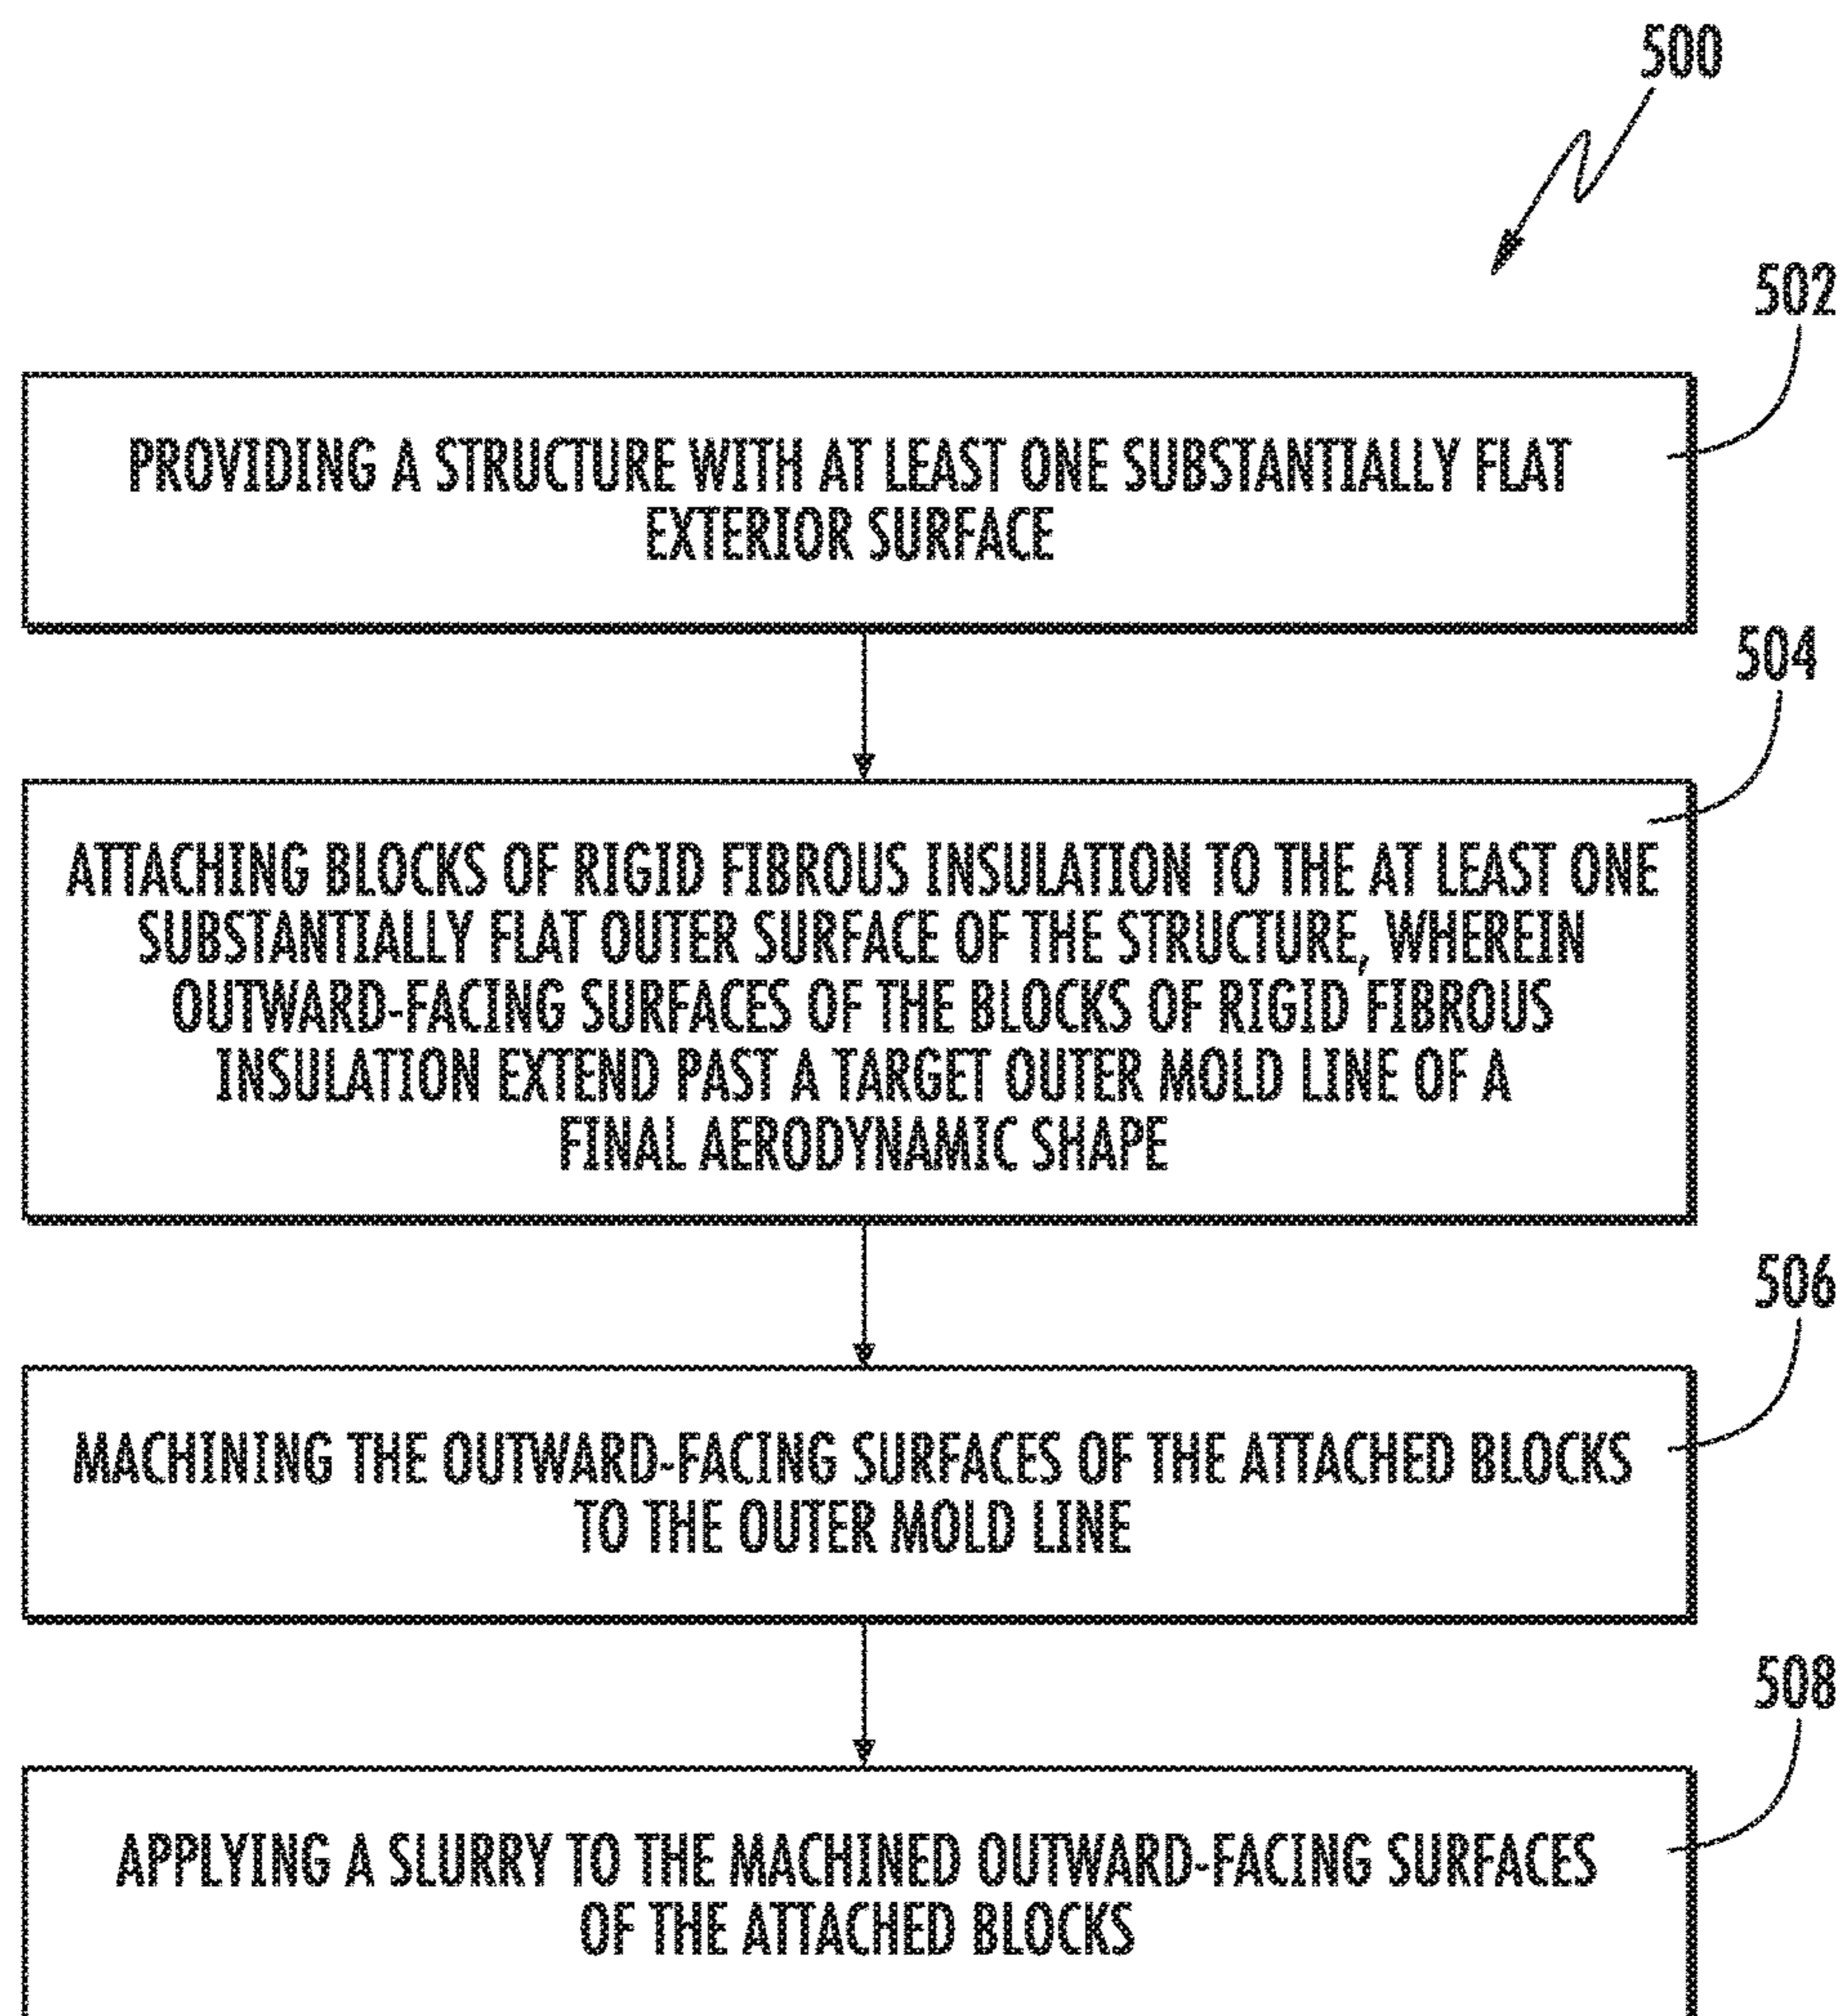 500
502
PROVIDING A STRUCTURE WITH AT LEAST ONE SUBSTANTIALLY FLAT
EXTERIOR SURFACE
504
ATTACHING BLOCKS OF RIGID FIBROUS INSULATION TO THE AT LEAST ONE
SUBSTANTIALLY FLAT OUTER SURFACE OF THE STRUCTURE, WHEREIN
OUTWARD-FACING SURFACES OF THE BLOCKS OF RIGID FIBROUS
INSULATION EXTEND PAST A TARGET OUTER MOLD LINE OF A
FINAL AERODYNAMIC SHAPE
506
MACHINING THE OUTWARD-FACING SURFACES OF THE ATTACHED BLOCKS
TO THE OUTER MOLD LINE
508
APPLYING A SLURRY TO THE MACHINED OUTWARD-FACING SURFACES
OF THE ATTACHED BLOCKS